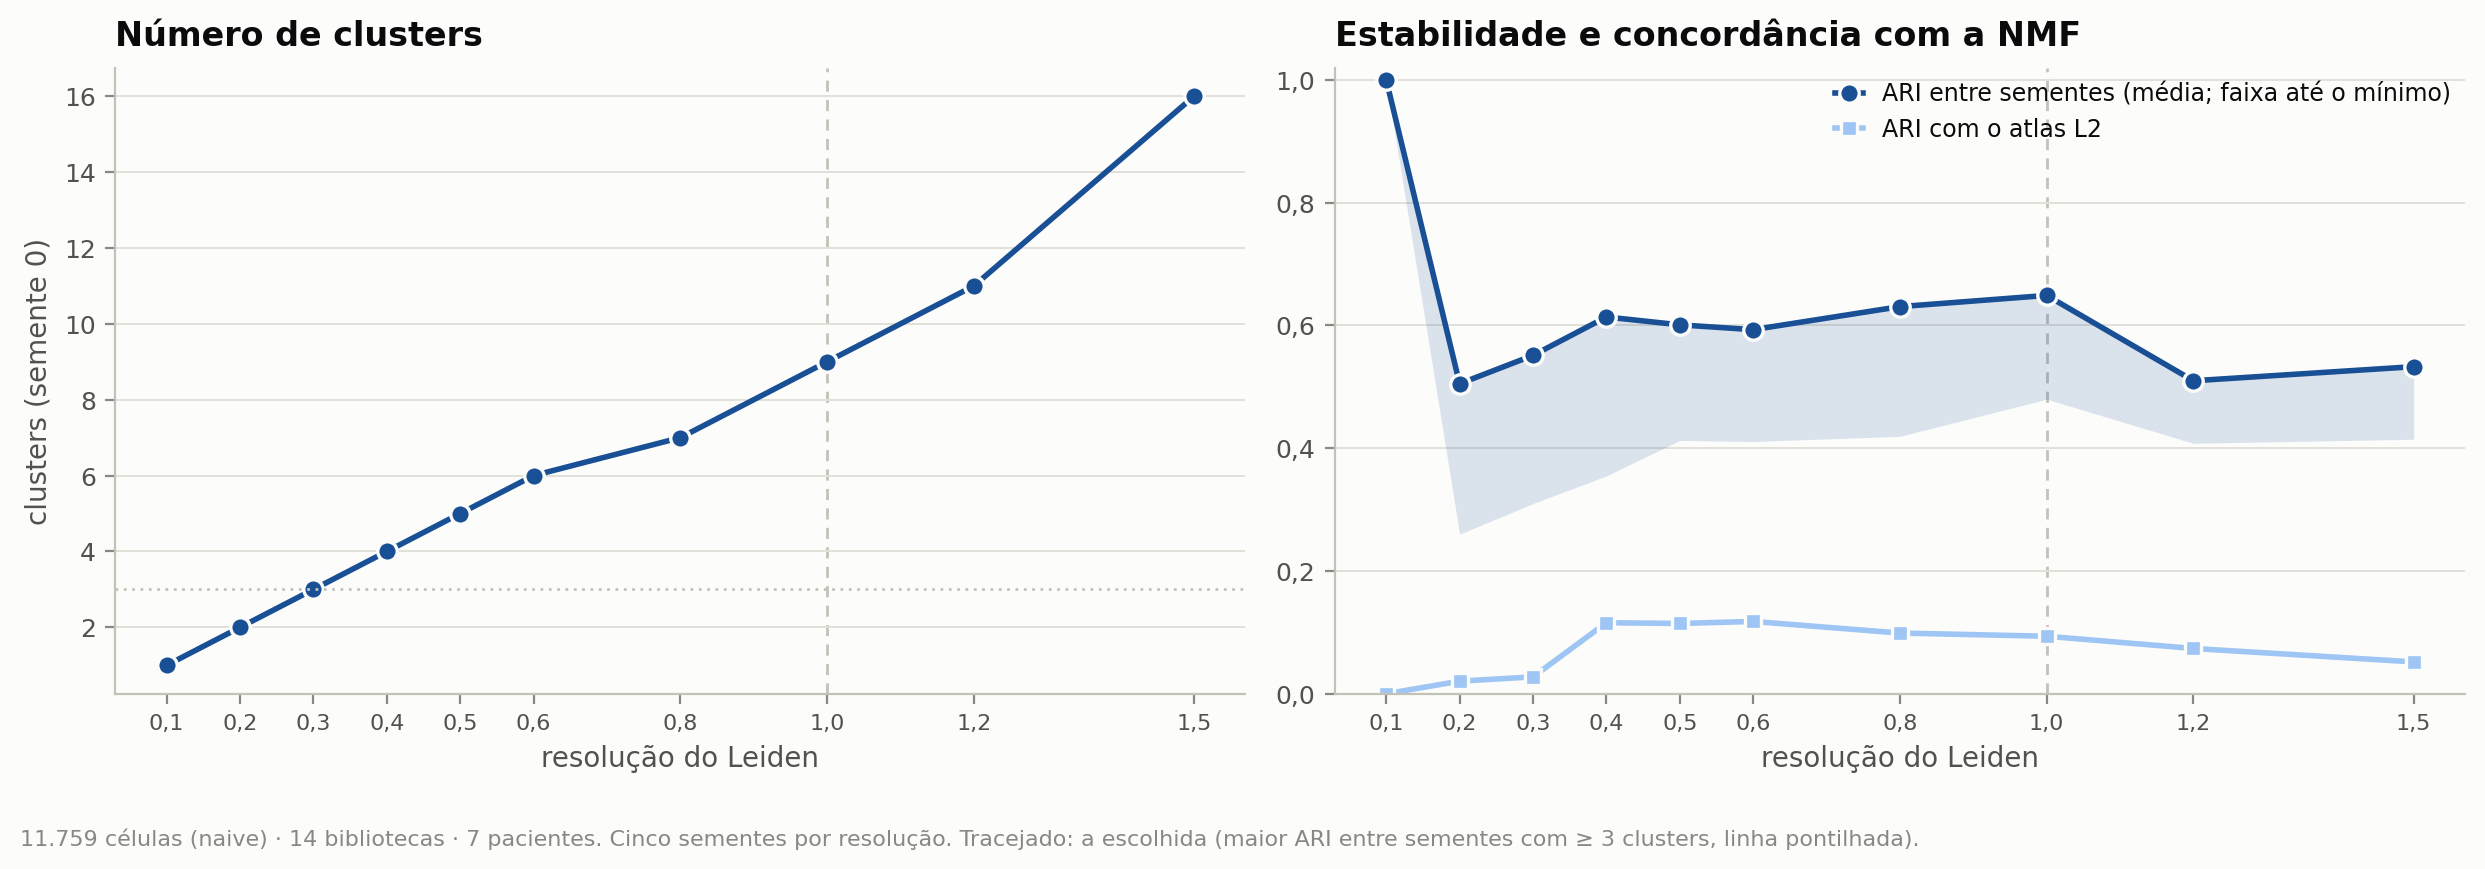 Número de clusters
clusters (semente 0)
16
14
12
10
8
6
4
2
0,1 0,2 0,3 0,4 0,5 0,6 0,8 1,0 1,2 1,5
resolução do Leiden
Estabilidade e concordância com a NMF
ARI entre sementes (média; faixa até o mínimo)
ARI com o atlas L2
1,0
0,8
0,6
0,4
0,2
0,0
0,1 0,2 0,3 0,4 0,5 0,6 0,8 1,0 1,2 1,5
resolução do Leiden
11.759 células (naive) · 14 bibliotecas · 7 pacientes. Cinco sementes por resolução. Tracejado: a escolhida (maior ARI entre sementes com ≥ 3 clusters, linha pontilhada).